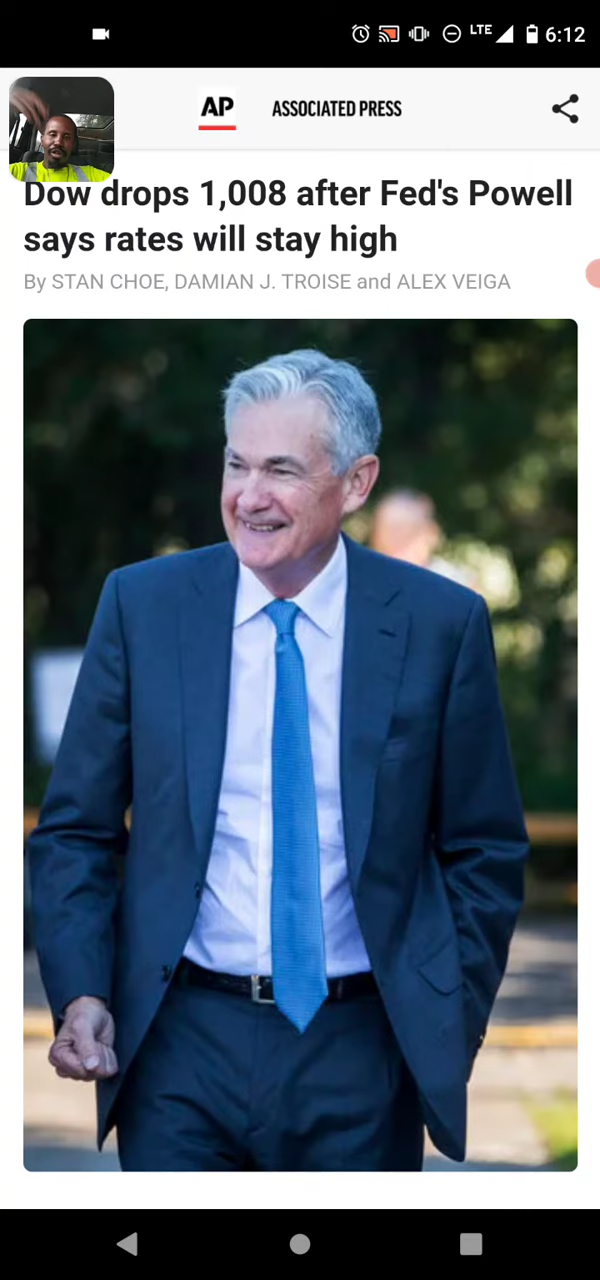 LTE 6:12
AP ASSOCIATED PRESS
Dow drops 1,008 after Fed's Powell
says rates will stay high
By STAN CHOE, DAMIAN J. TROISE and ALEX VEIGA